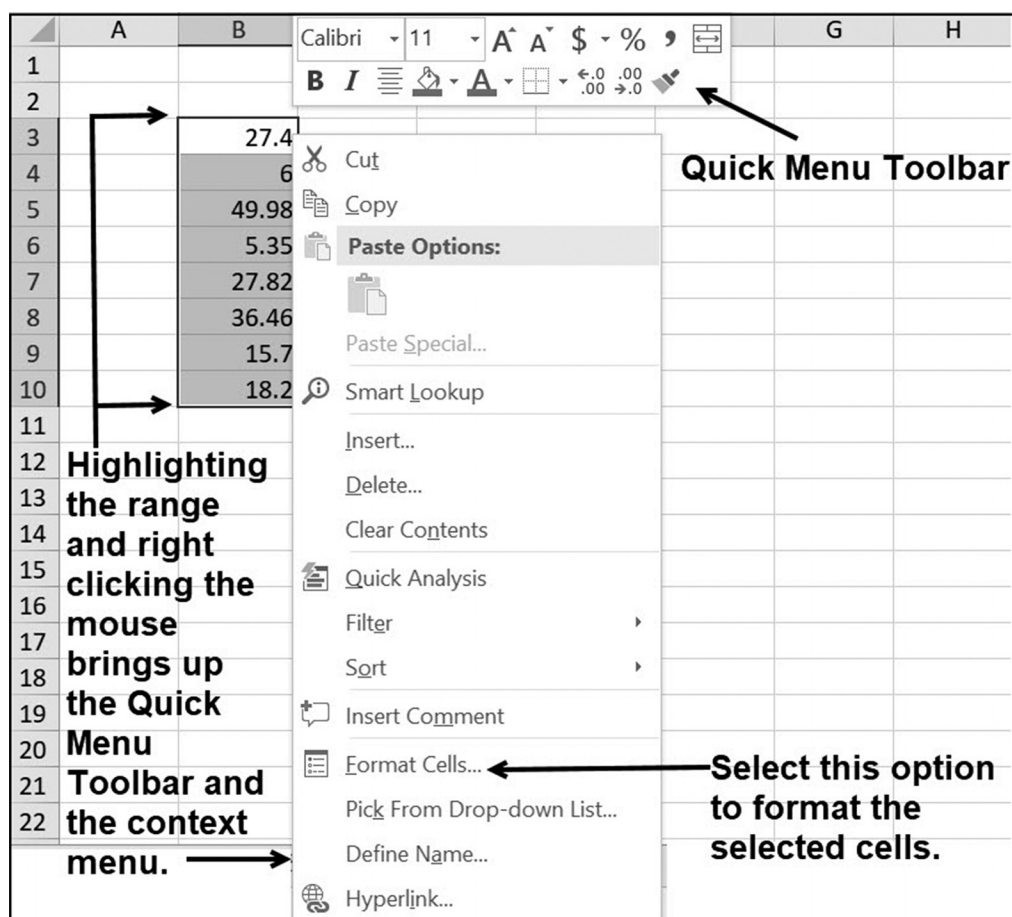 A B G H
Calibri 11 A A $ % ,
B I A ←.0 .00 .00 →.0
1
2
3 27.4
4 6
5 49.98
6 5.35
7 27.82
8 36.46
9 15.7
10 18.2
11
12
13
14
15
16
17
18
19
20
21
22
Quick Menu Toolbar
Cut
Copy
Paste Options:
Paste Special...
Smart Lookup
Insert...
Delete...
Clear Contents
Quick Analysis
Filter
Sort
Insert Comment
Format Cells...
Pick From Drop-down List...
Define Name...
Hyperlink...
Highlighting
the range
and right
clicking the
mouse
brings up
the Quick
Menu
Toolbar and
the context
menu.
Select this option
to format the
selected cells.